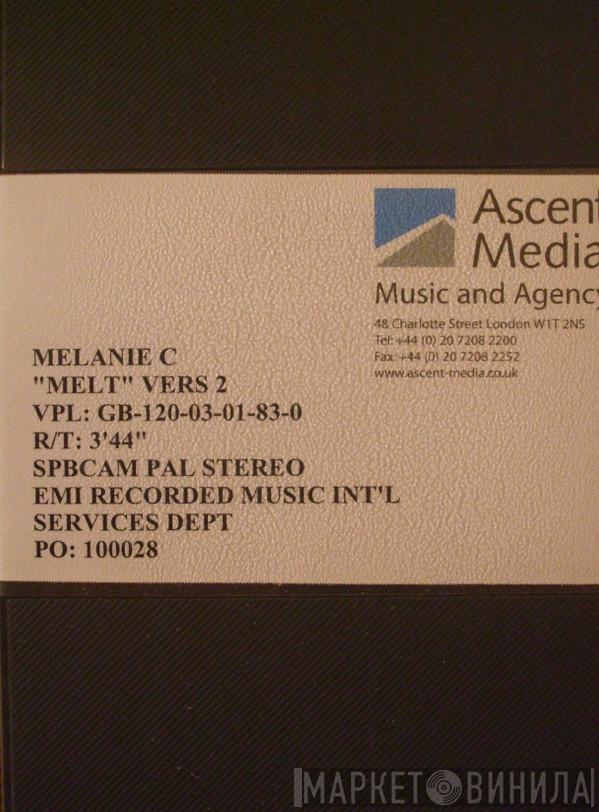 Ascent
Media
Music and Agency
48 Charlotte Street London W1T 2NS
Tel: +44 (0) 20 7208 2200
Fax: +44 (0) 20 7208 2252
www.ascent-media.co.uk
MELANIE C
"MELT" VERS 2
VPL: GB-120-03-01-83-0
R/T: 3'44"
SPBCAM PAL STEREO
EMI RECORDED MUSIC INT'L
SERVICES DEPT
PO: 100028
МАРКЕТ ВИНИЛА